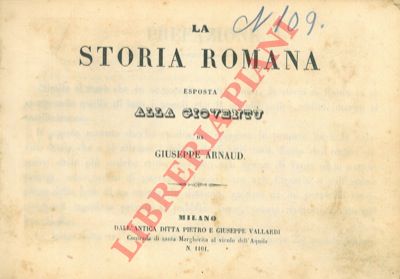 N 109.
LA
STORIA ROMANA
ESPOSTA
ALLA GIOVENTÙ
DA
GIUSEPPE ARNAUD.
MILANO
DALL'ANTICA DITTA PIETRO E GIUSEPPE VALLARDI
Contrada di santa Margherita al vicolo dell'Aquila
N. 1101.
LIBRERIA PIANI